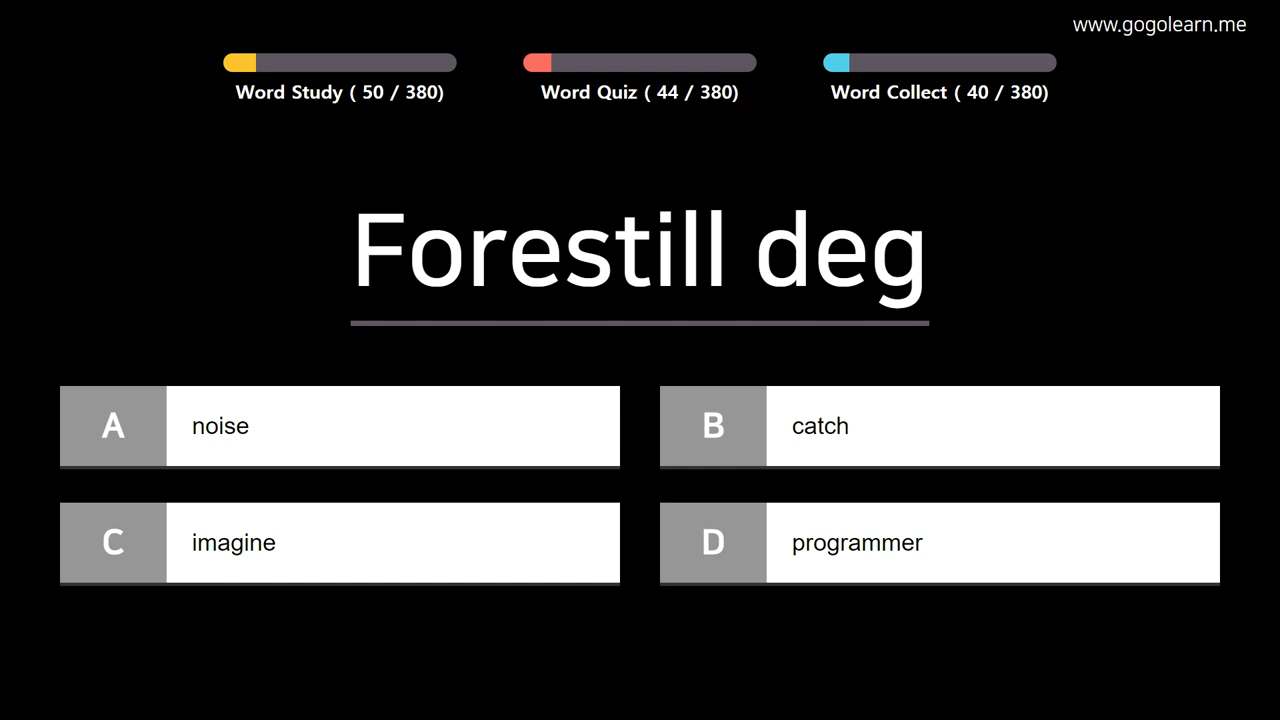 www.gogolearn.me
Word Study ( 50 / 380)
Word Quiz ( 44 / 380)
Word Collect ( 40 / 380)
Forestill deg
A noise
B catch
C imagine
D programmer